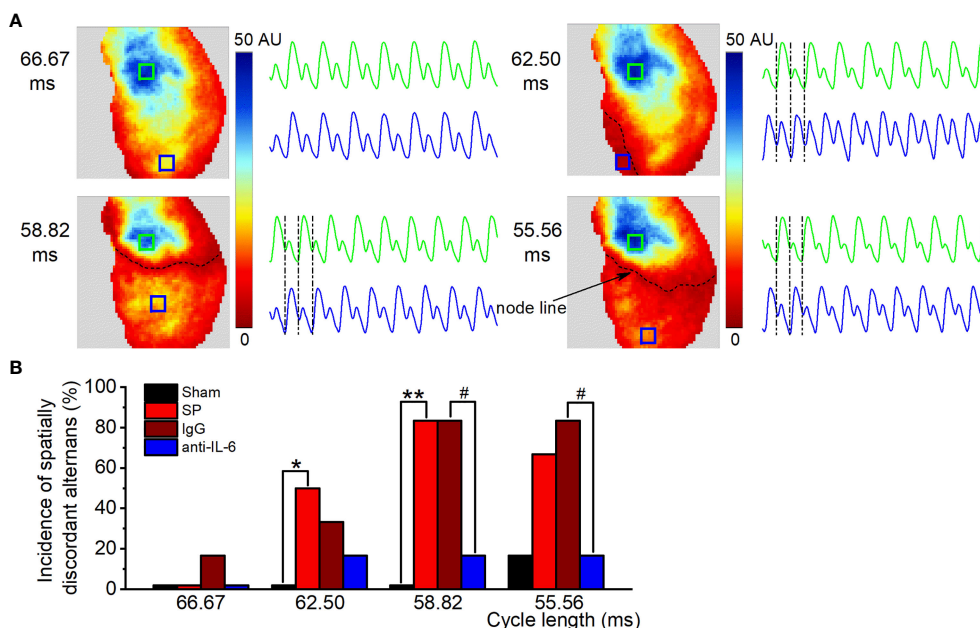 A
66.67
ms
50 AU
0
62.50
ms
50 AU
0
58.82
ms
55.56
ms
node line
B
Incidence of spatially
discordant alternans (%)
100
80
60
40
20
0
Sham
SP
IgG
anti-IL-6
*
**
#
#
66.67
62.50
58.82
55.56
Cycle length (ms)